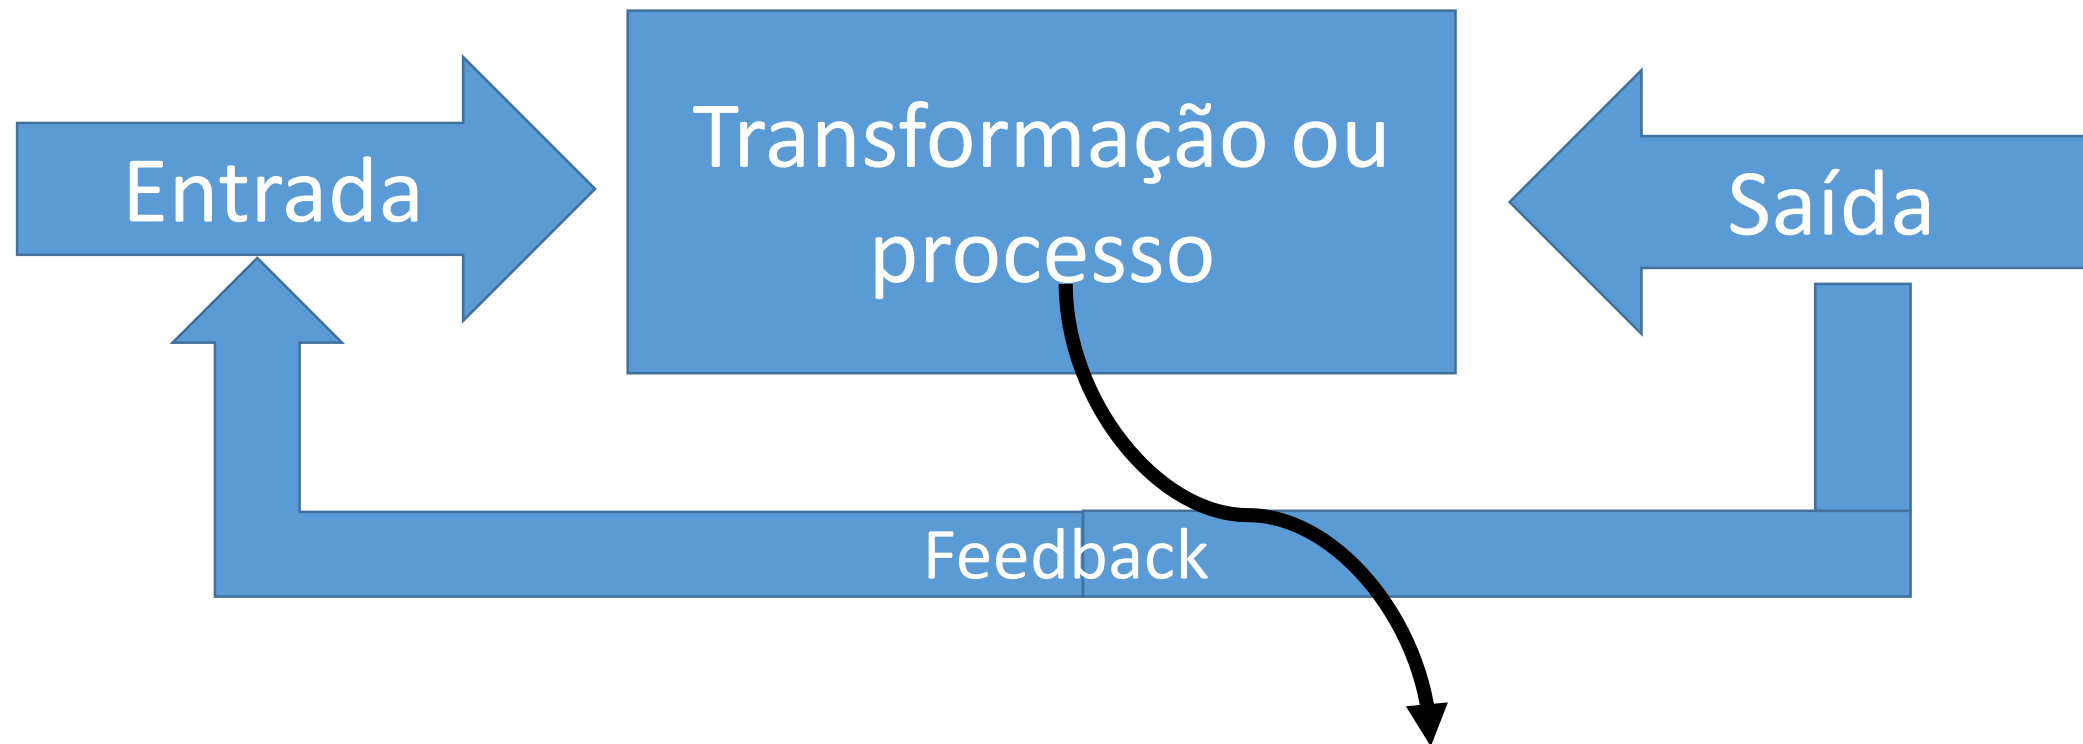 Entrada
Transformação ou
processo
Saída
Feedback